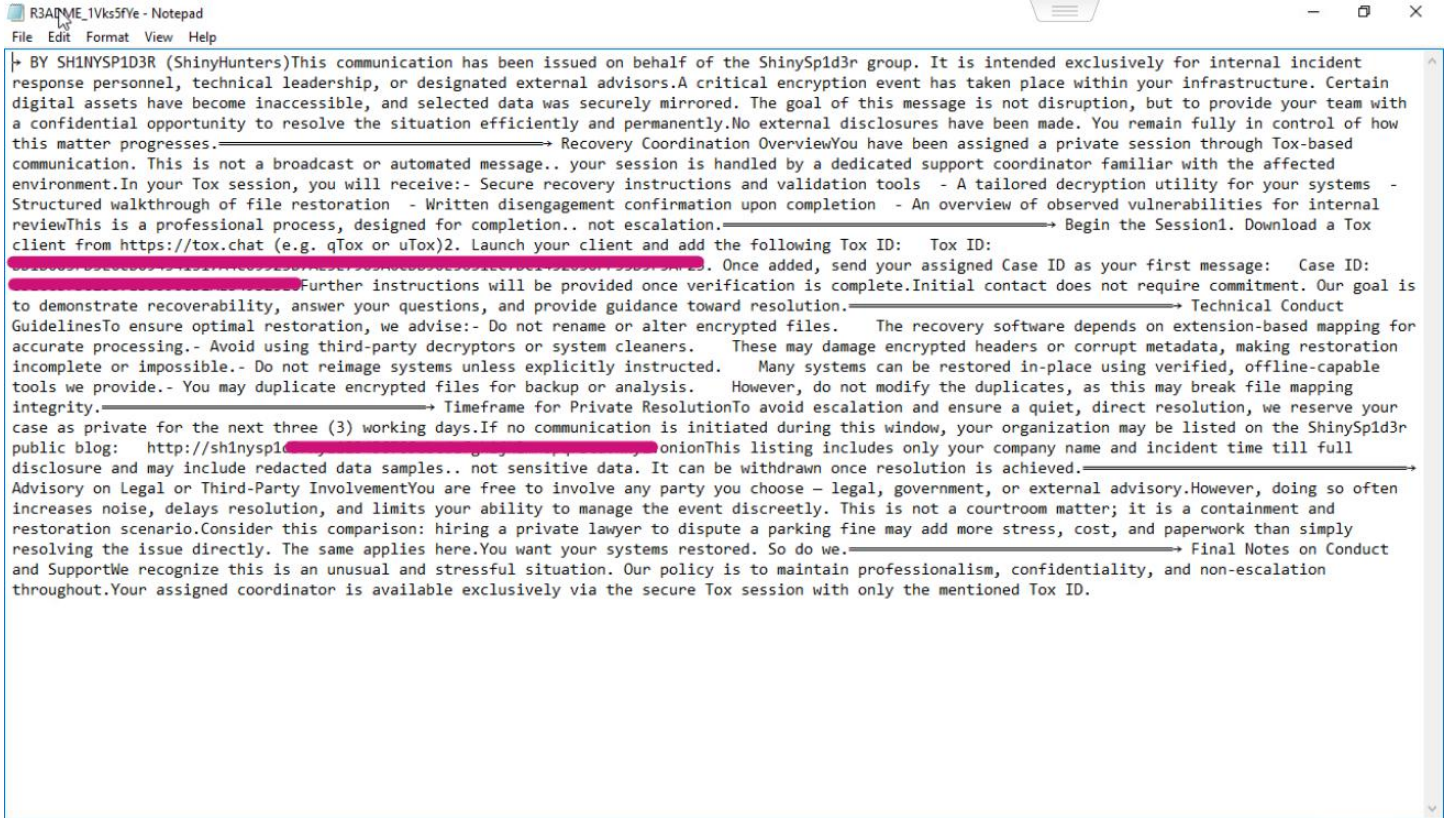 R3ADME_1Vks5fYe - Notepad
File Edit Format View Help
→ BY SH1NYSP1D3R (ShinyHunters)This communication has been issued on behalf of the ShinySp1d3r group. It is intended exclusively for internal incident
response personnel, technical leadership, or designated external advisors.A critical encryption event has taken place within your infrastructure. Certain
digital assets have become inaccessible, and selected data was securely mirrored. The goal of this message is not disruption, but to provide your team with
a confidential opportunity to resolve the situation efficiently and permanently.No external disclosures have been made. You remain fully in control of how
this matter progresses.════════════════════→ Recovery Coordination OverviewYou have been assigned a private session through Tox-based
communication. This is not a broadcast or automated message.. your session is handled by a dedicated support coordinator familiar with the affected
environment.In your Tox session, you will receive:- Secure recovery instructions and validation tools  - A tailored decryption utility for your systems  -
Structured walkthrough of file restoration  - Written disengagement confirmation upon completion  - An overview of observed vulnerabilities for internal
reviewThis is a professional process, designed for completion.. not escalation.════════════════════→ Begin the Session1. Download a Tox
client from https://tox.chat (e.g. qTox or uTox)2. Launch your client and add the following Tox ID:   Tox ID:
. Once added, send your assigned Case ID as your first message:   Case ID:
Further instructions will be provided once verification is complete.Initial contact does not require commitment. Our goal is
to demonstrate recoverability, answer your questions, and provide guidance toward resolution.════════════════════→ Technical Conduct
GuidelinesTo ensure optimal restoration, we advise:- Do not rename or alter encrypted files.    The recovery software depends on extension-based mapping for
accurate processing.- Avoid using third-party decryptors or system cleaners.    These may damage encrypted headers or corrupt metadata, making restoration
incomplete or impossible.- Do not reimage systems unless explicitly instructed.    Many systems can be restored in-place using verified, offline-capable
tools we provide.- You may duplicate encrypted files for backup or analysis.    However, do not modify the duplicates, as this may break file mapping
integrity.════════════════════→ Timeframe for Private ResolutionTo avoid escalation and ensure a quiet, direct resolution, we reserve your
case as private for the next three (3) working days.If no communication is initiated during this window, your organization may be listed on the ShinySp1d3r
public blog:   http://sh1nysp1 onionThis listing includes only your company name and incident time till full
disclosure and may include redacted data samples.. not sensitive data. It can be withdrawn once resolution is achieved.════════════════════→
Advisory on Legal or Third-Party InvolvementYou are free to involve any party you choose — legal, government, or external advisory.However, doing so often
increases noise, delays resolution, and limits your ability to manage the event discreetly. This is not a courtroom matter; it is a containment and
restoration scenario.Consider this comparison: hiring a private lawyer to dispute a parking fine may add more stress, cost, and paperwork than simply
resolving the issue directly. The same applies here.You want your systems restored. So do we.════════════════════→ Final Notes on Conduct
and SupportWe recognize this is an unusual and stressful situation. Our policy is to maintain professionalism, confidentiality, and non-escalation
throughout.Your assigned coordinator is available exclusively via the secure Tox session with only the mentioned Tox ID.